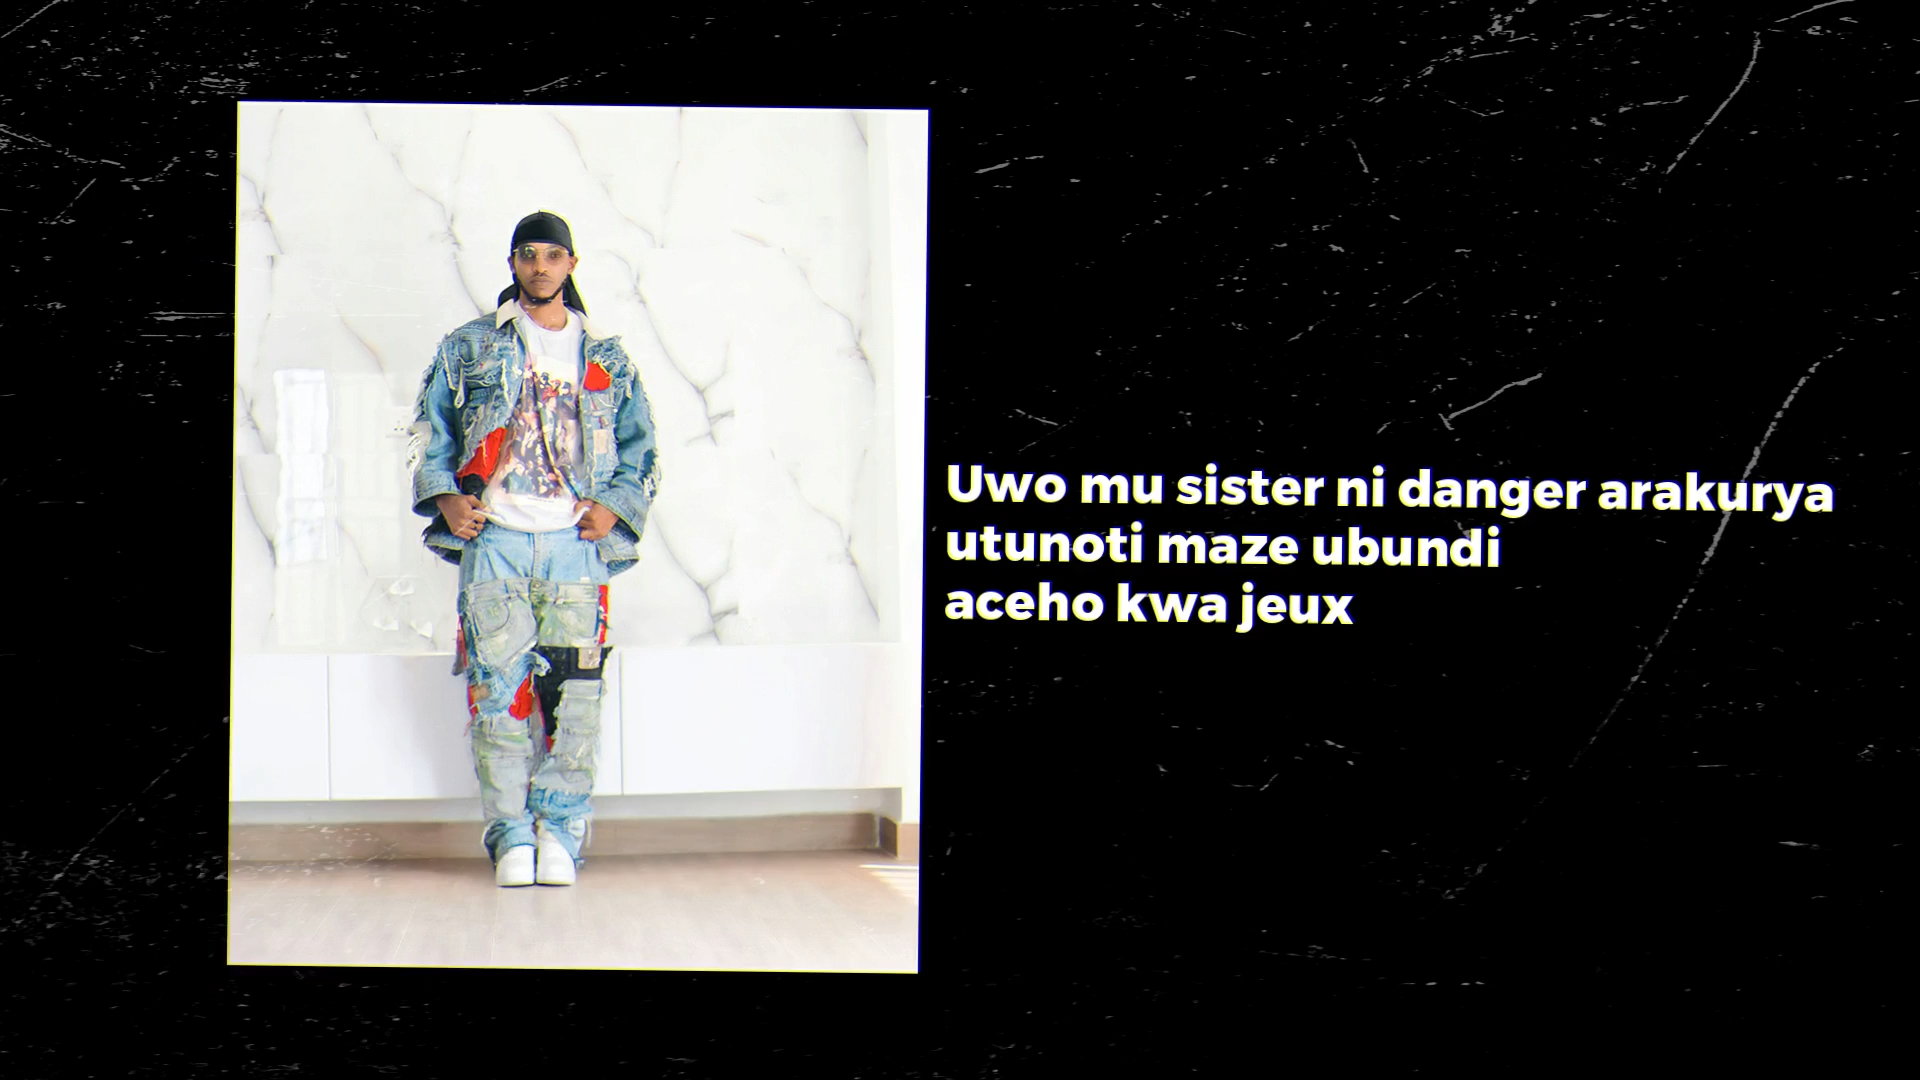 Uwo mu sister ni danger arakurya
utunoti maze ubundi
aceho kwa jeux